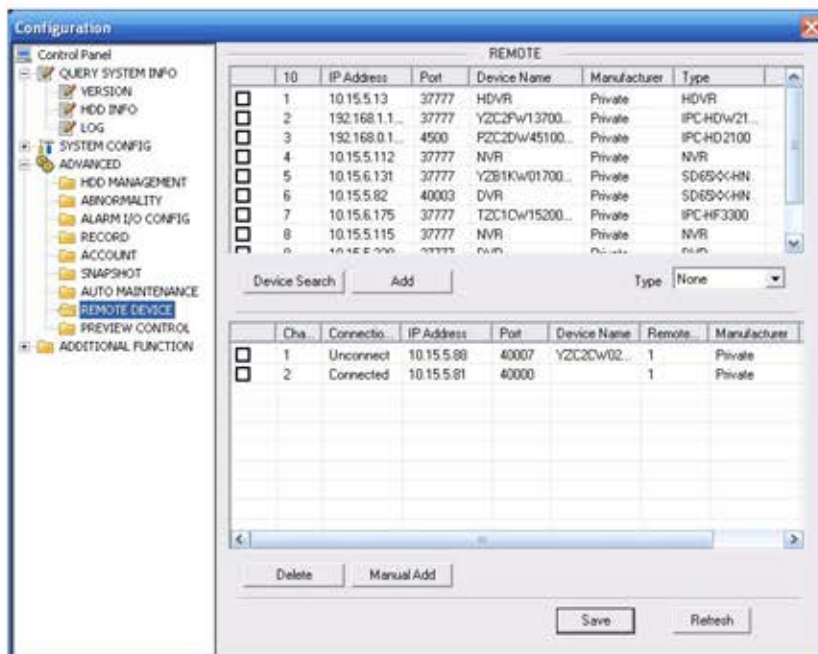 Configuration
Control Panel
QUERY SYSTEM INFO
VERSION
HDD INFO
LOG
SYSTEM CONFIG
ADVANCED
HDD MANAGEMENT
ABNORMALITY
ALARM I/O CONFIG
RECORD
ACCOUNT
SNAPSHOT
AUTO MAINTENANCE
REMOTE DEVICE
PREVIEW CONTROL
ADDITIONAL FUNCTION
REMOTE
10 IP Address Port Device Name Manufacturer Type
1 10.15.5.13 37777 HDVR Private HDVR
2 192.168.1.1... 37777 YZC2FW13700... Private IPC-HDW21...
3 192.168.0.1... 4500 PZC2DW45100... Private IPC-HD2100
4 10.15.5.112 37777 NVR Private NVR
5 10.15.6.131 37777 YZB1KW01700... Private SD65XX-HN
6 10.15.5.82 40003 DVR Private SD65XX-HN
7 10.15.6.175 37777 TZC1CW15200... Private IPC-HF3300
8 10.15.5.115 37777 NVR Private NVR
Device Search Add Type None
Cha... Connectio... IP Address Port Device Name Remote... Manufacturer
1 Unconnect 10.15.5.88 40007 YZC2CW02... 1 Private
2 Connected 10.15.5.81 40000 1 Private
Delete Manual Add
Save Refresh